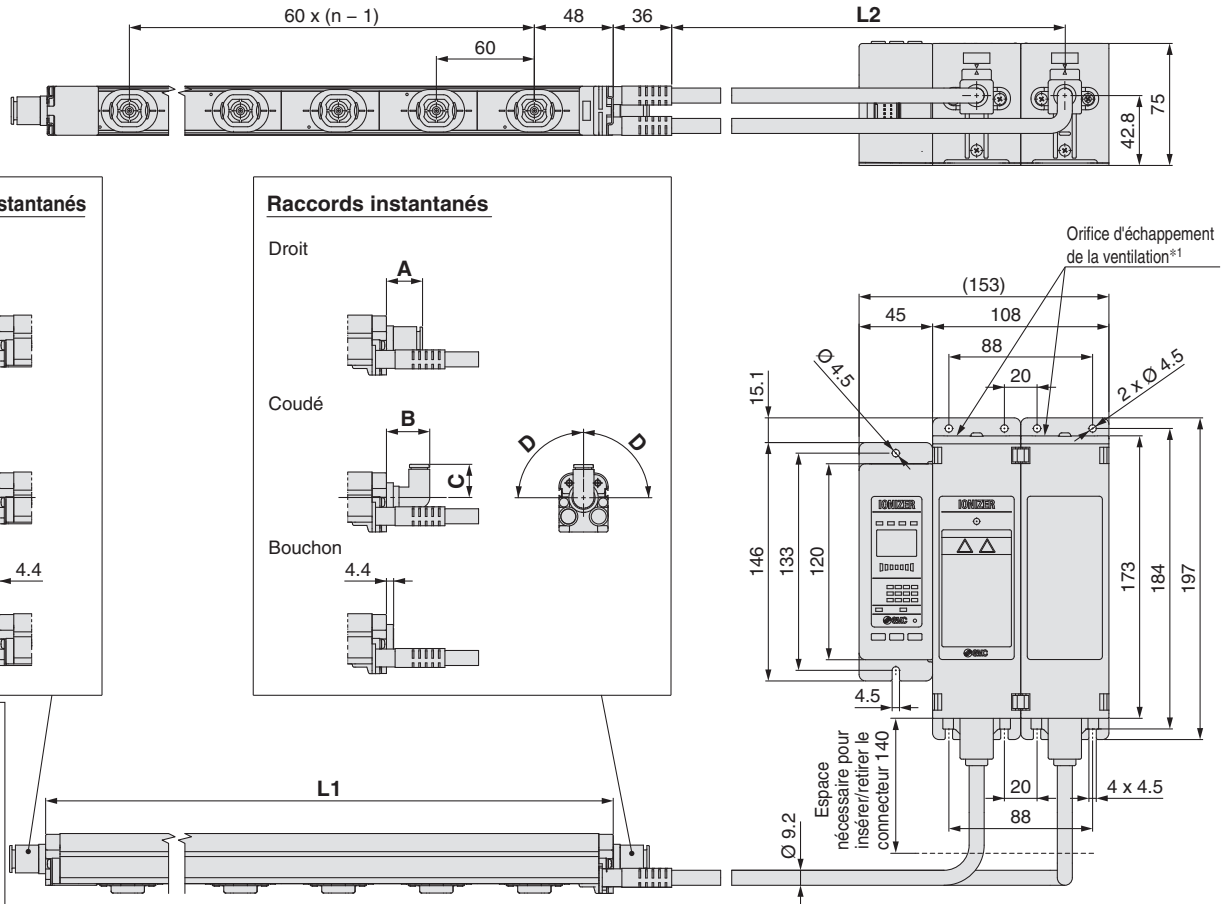 60 x (n − 1)
48
36
L2
60
42.8
75
stantanés
4.4
Raccords instantanés
Droit
A
Coudé
B
C
D
D
Bouchon
4.4
Orifice d'échappement
de la ventilation*1
(153)
45
108
88
20
Ø 4.5
2 x Ø 4.5
15.1
146
133
120
IONIZER
SMC
IONIZER
SMC
173
184
197
4.5
Espace
nécessaire pour
insérer/retirer le
connecteur 140
20
4 x 4.5
88
L1
Ø 9.2